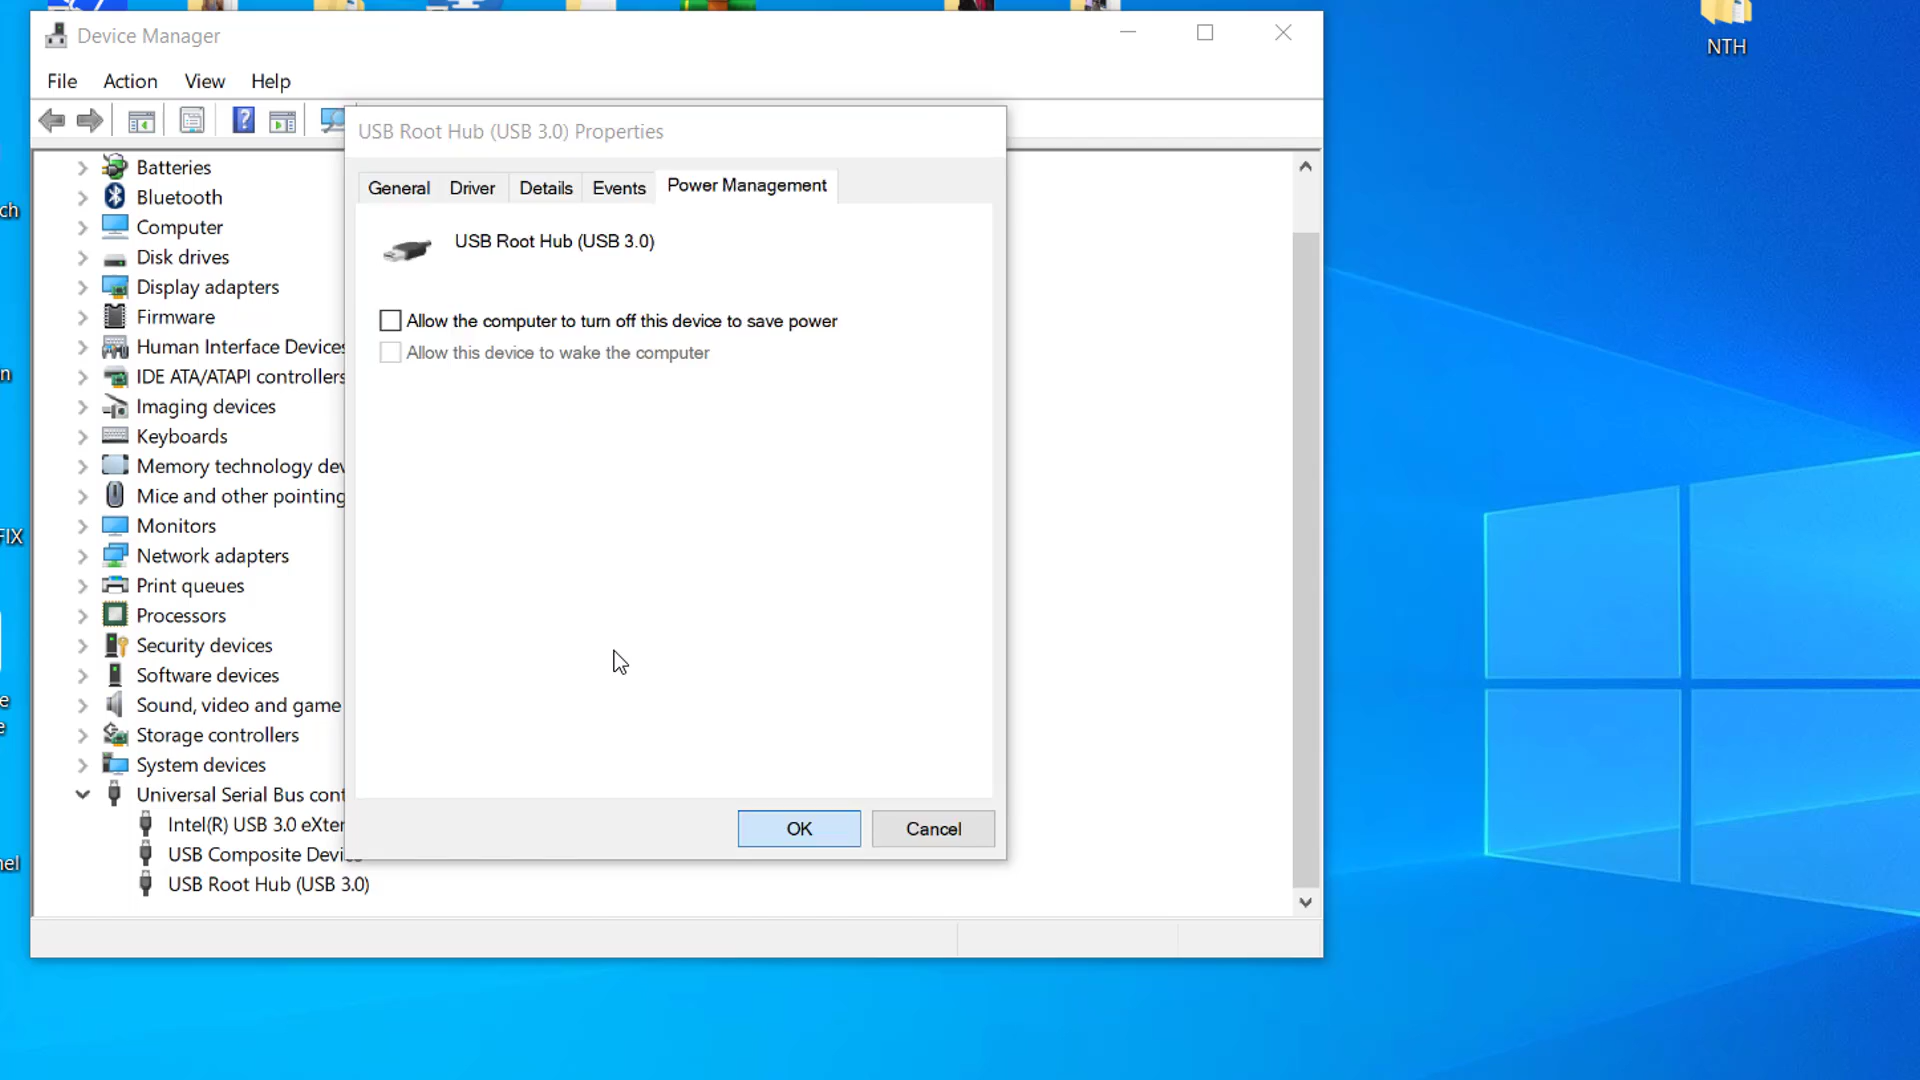 NTH
Device Manager
File Action View Help
USB Root Hub (USB 3.0) Properties
General Driver Details Events Power Management
USB Root Hub (USB 3.0)
Allow the computer to turn off this device to save power
Allow this device to wake the computer
OK Cancel
Batteries
Bluetooth
Computer
Disk drives
Display adapters
Firmware
Human Interface Devices
IDE ATA/ATAPI controllers
Imaging devices
Keyboards
Memory technology dev
Mice and other pointing
Monitors
Network adapters
Print queues
Processors
Security devices
Software devices
Sound, video and game
Storage controllers
System devices
Universal Serial Bus cont
Intel(R) USB 3.0 eXter
USB Composite Devi
USB Root Hub (USB 3.0)
ch
n
FIX
e
e
nel